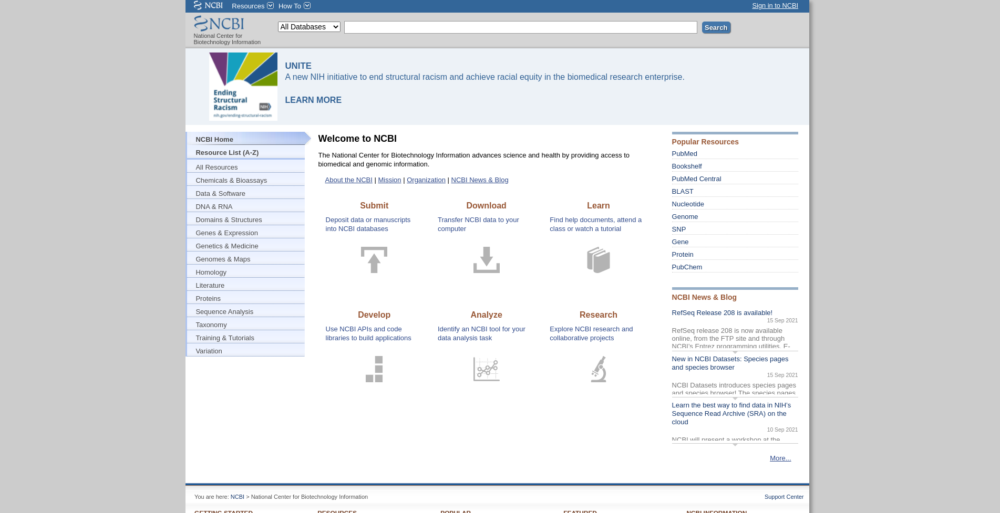 NCBI Resources How To Sign in to NCBI
NCBI
National Center for
Biotechnology Information
All Databases
Search
Ending
Structural
Racism
NIH
nih.gov/ending-structural-racism
UNITE
A new NIH initiative to end structural racism and achieve racial equity in the biomedical research enterprise.
LEARN MORE
NCBI Home
Resource List (A-Z)
All Resources
Chemicals & Bioassays
Data & Software
DNA & RNA
Domains & Structures
Genes & Expression
Genetics & Medicine
Genomes & Maps
Homology
Literature
Proteins
Sequence Analysis
Taxonomy
Training & Tutorials
Variation
Welcome to NCBI
The National Center for Biotechnology Information advances science and health by providing access to
biomedical and genomic information.
About the NCBI | Mission | Organization | NCBI News & Blog
Submit
Deposit data or manuscripts
into NCBI databases
Download
Transfer NCBI data to your
computer
Learn
Find help documents, attend a
class or watch a tutorial
Develop
Use NCBI APIs and code
libraries to build applications
Analyze
Identify an NCBI tool for your
data analysis task
Research
Explore NCBI research and
collaborative projects
Popular Resources
PubMed
Bookshelf
PubMed Central
BLAST
Nucleotide
Genome
SNP
Gene
Protein
PubChem
NCBI News & Blog
RefSeq Release 208 is available!
15 Sep 2021
RefSeq release 208 is now available
online, from the FTP site and through
NCBI's Entrez programming utilities, E-
New in NCBI Datasets: Species pages
and species browser
15 Sep 2021
NCBI Datasets introduces species pages
and species browser! The species pages
Learn the best way to find data in NIH's
Sequence Read Archive (SRA) on the
cloud
10 Sep 2021
NCBI will present a workshop at the
More...
You are here: NCBI > National Center for Biotechnology Information
Support Center
GETTING STARTED RESOURCES POPULAR FEATURED NCBI INFORMATION